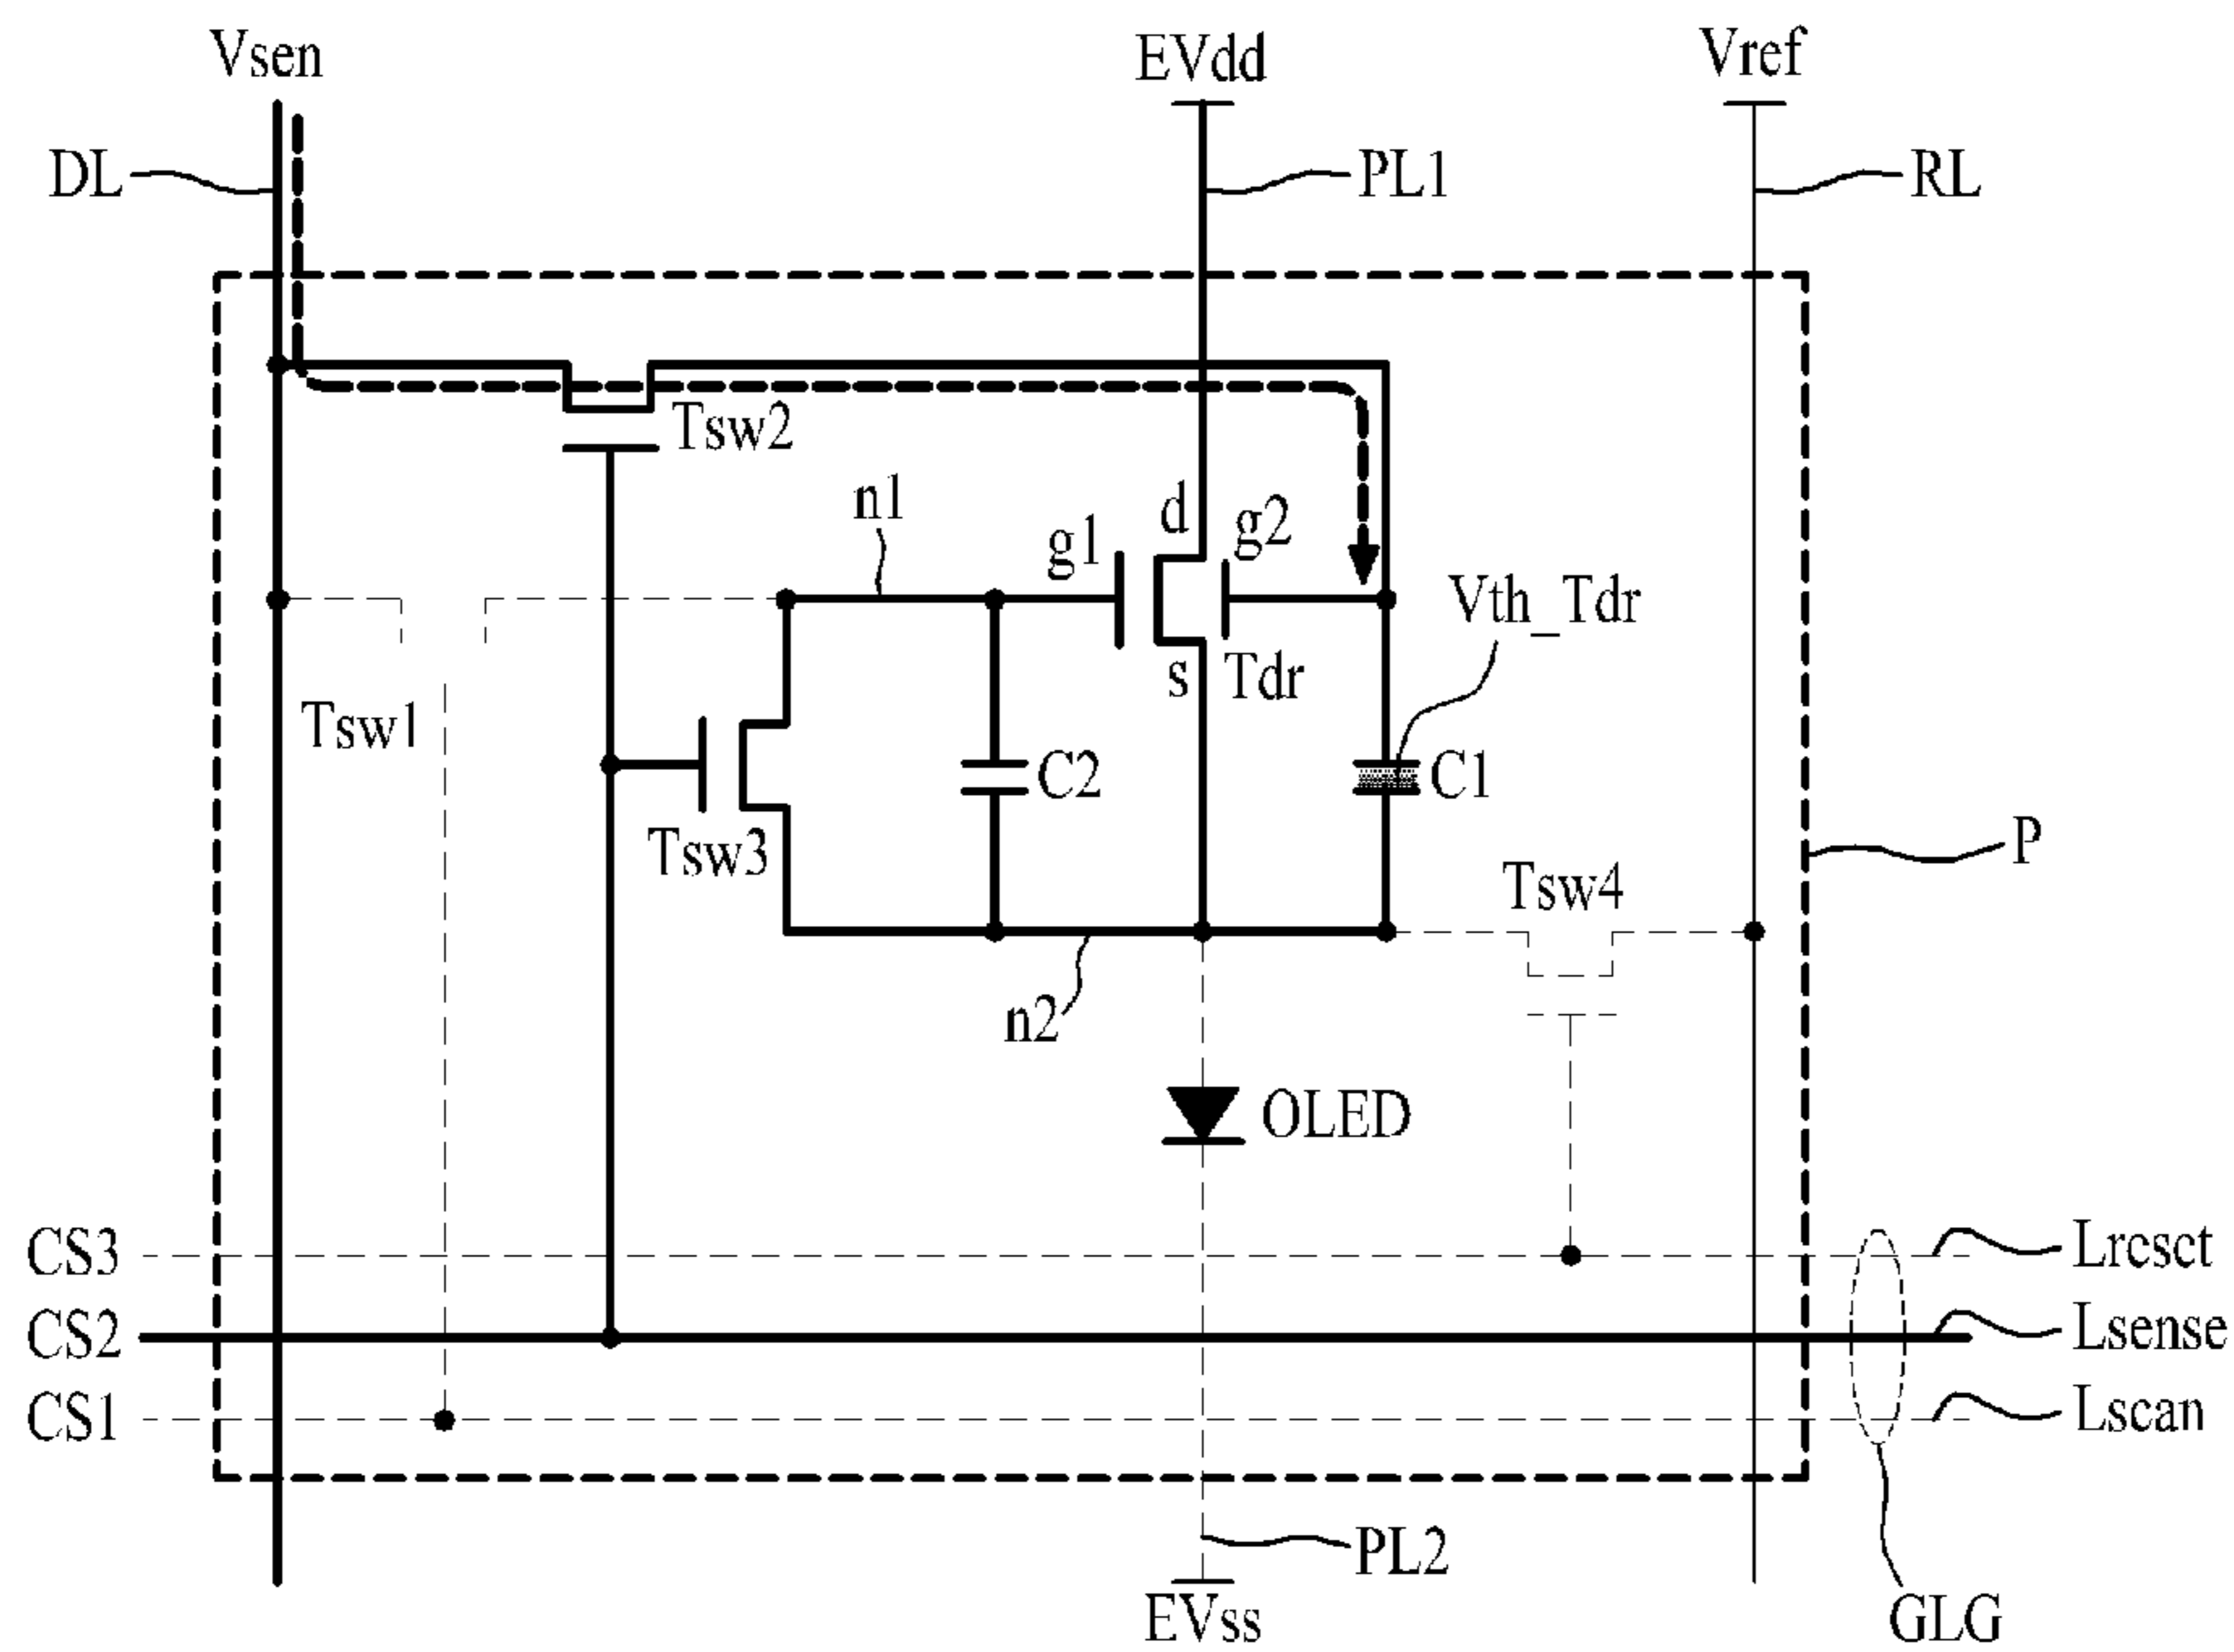 Vsen
EVdd
Vref
DL
PL1
RL
Tsw2
n1
d
g1
g2
Vth_Tdr
s
Tdr
Tsw1
C2
C1
Tsw3
P
Tsw4
n2
OLED
CS3
Lrcsct
CS2
Lsense
CS1
Lscan
PL2
EVss
GLG